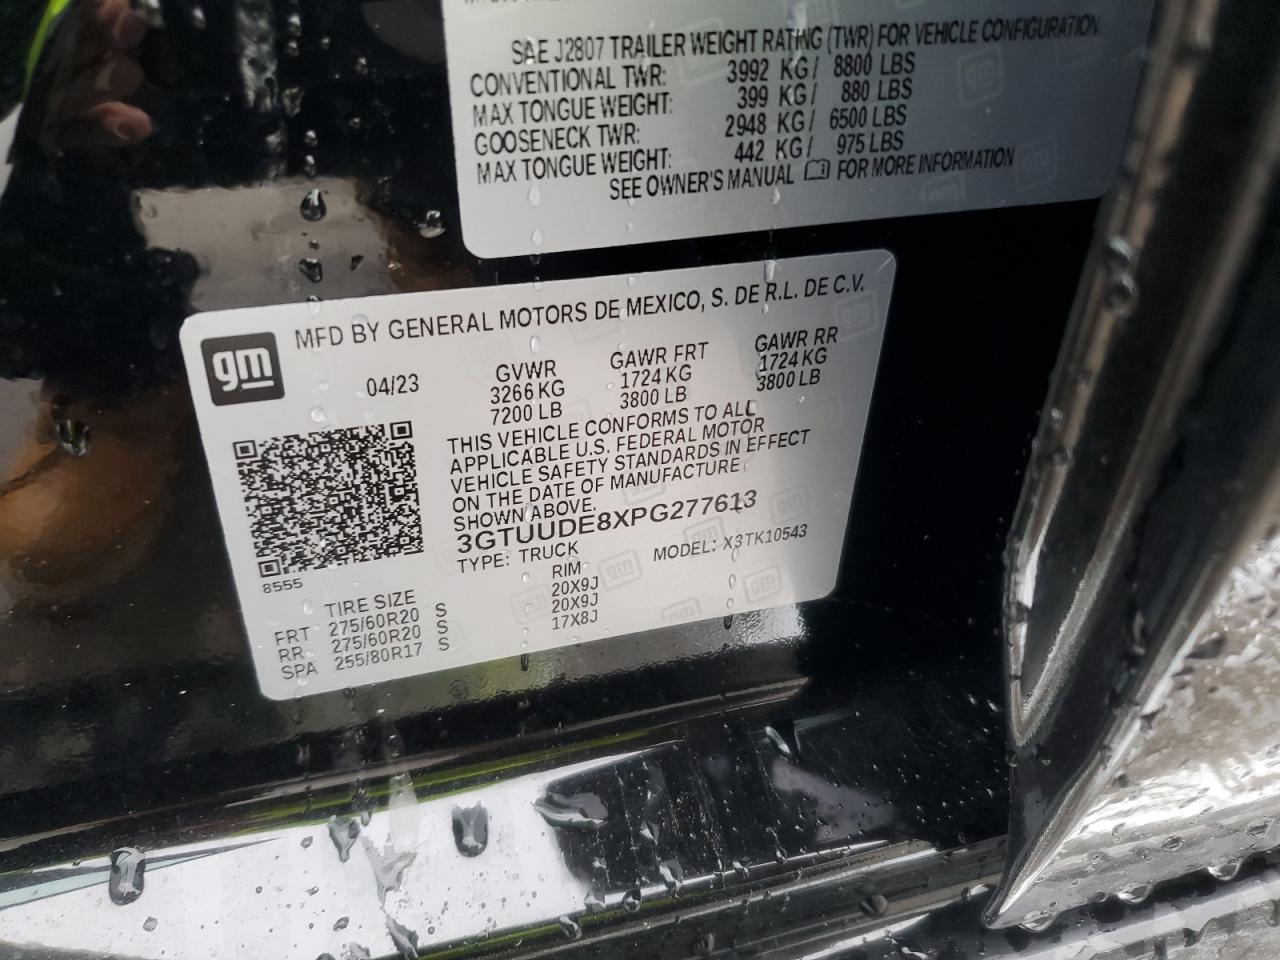 SAE J2807 TRAILER WEIGHT RATING (TWR) FOR VEHICLE CONFIGURATION
CONVENTIONAL TWR: 3992 KG / 8800 LBS
MAX TONGUE WEIGHT: 399 KG / 880 LBS
GOOSENECK TWR: 2948 KG / 6500 LBS
MAX TONGUE WEIGHT: 442 KG / 975 LBS
SEE OWNER'S MANUAL FOR MORE INFORMATION
gm
MFD BY GENERAL MOTORS DE MEXICO, S. DE R.L. DE C.V.
04/23 GVWR GAWR FRT GAWR RR
3266 KG 1724 KG 1724 KG
7200 LB 3800 LB 3800 LB
THIS VEHICLE CONFORMS TO ALL
APPLICABLE U.S. FEDERAL MOTOR
VEHICLE SAFETY STANDARDS IN EFFECT
ON THE DATE OF MANUFACTURE
SHOWN ABOVE.
3GTUUDE8XPG277613
TYPE: TRUCK MODEL: X3TK10543
8555
TIRE SIZE RIM
FRT 275/60R20 S 20X9J
RR 275/60R20 S 20X9J
SPA 255/80R17 S 17X8J